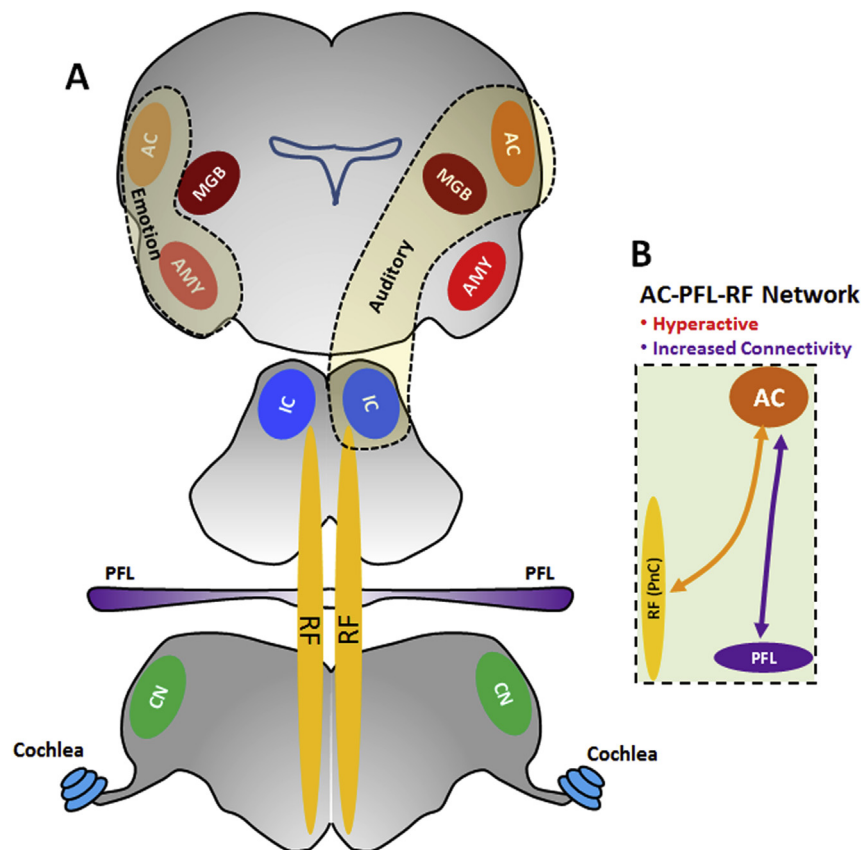 A
AC
MGB
Emotion
AMY
AC
MGB
Auditory
AMY
IC
IC
PFL
PFL
RF
RF
CN
CN
Cochlea
Cochlea
B
AC-PFL-RF Network
• Hyperactive
• Increased Connectivity
AC
RF (PnC)
PFL